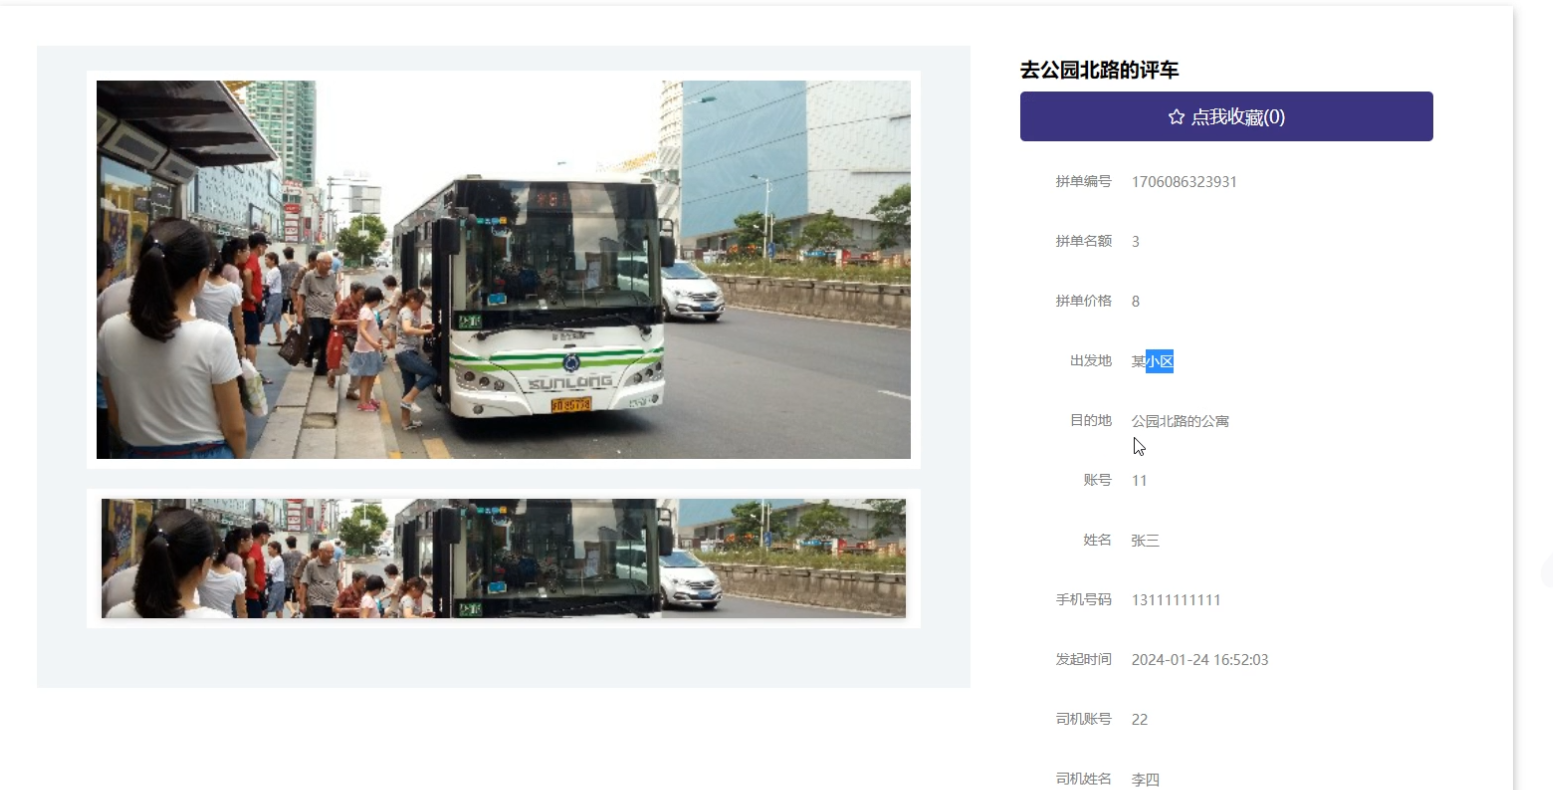 去公园北路的评车
点我收藏(0)
拼单编号 1706086323931
拼单名额 3
拼单价格 8
出发地 某小区
目的地 公园北路的公寓
账号 11
姓名 张三
手机号码 13111111111
发起时间 2024-01-24 16:52:03
司机账号 22
司机姓名 李四
SUNLONG